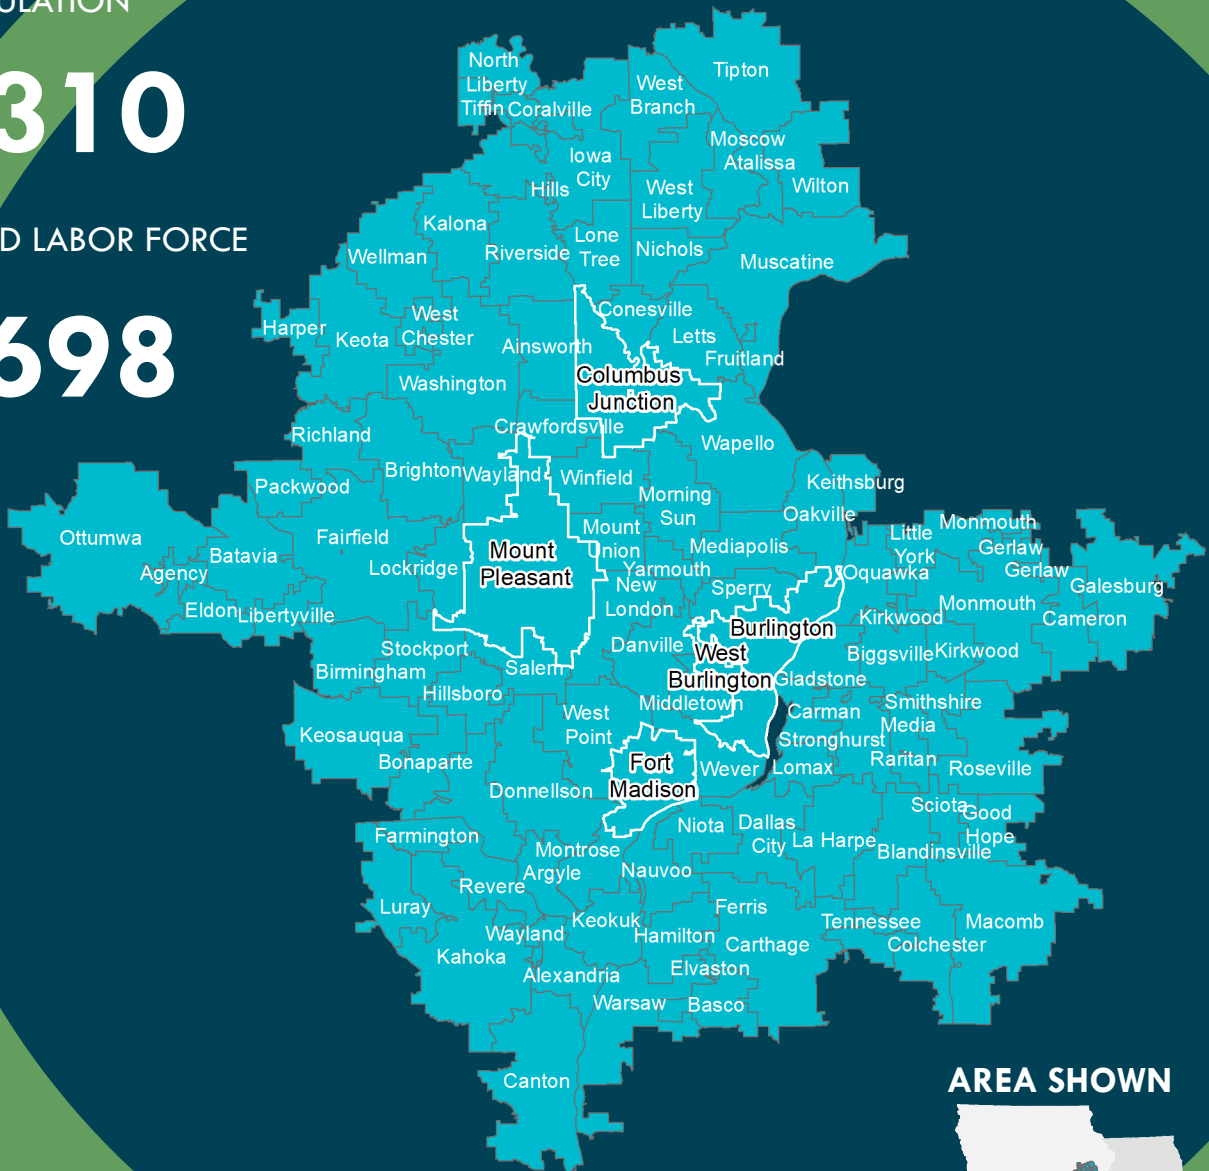 ULATION
310
D LABOR FORCE
698
North
Liberty
Tiffin
Coralville
West
Branch
Tipton
Moscow
Atalissa
Wilton
Iowa
City
Hills
West
Liberty
Kalona
Wellman
Riverside
Lone
Tree
Nichols
Muscatine
Harper
Keota
West
Chester
Ainsworth
Conesville
Letts
Fruitland
Washington
Columbus
Junction
Richland
Crawfordsville
Wapello
Packwood
Brighton
Wayland
Winfield
Morning
Sun
Keithsburg
Oakville
Ottumwa
Batavia
Agency
Fairfield
Lockridge
Mount
Pleasant
Mount
Union
Yarmouth
Mediapolis
New
London
Sperry
Oquawka
Little
York
Monmouth
Gerlaw
Gerlaw
Galesburg
Eldon
Libertyville
Stockport
Birmingham
Salem
Hillsboro
Danville
Burlington
West
Burlington
Kirkwood
Monmouth
Cameron
Biggsville
Kirkwood
Gladstone
Middletown
Carman
Smithshire
Media
Stronghurst
Raritan
Roseville
Lomax
Keosauqua
Bonaparte
West
Point
Fort
Madison
Wever
Donnellson
Farmington
Montrose
Argyle
Niota
Dallas
City
La Harpe
Sciota
Good
Hope
Blandinsville
Nauvoo
Revere
Luray
Wayland
Keokuk
Kahoka
Alexandria
Hamilton
Ferris
Carthage
Elvaston
Tennessee
Macomb
Colchester
Warsaw
Basco
Canton
AREA SHOWN